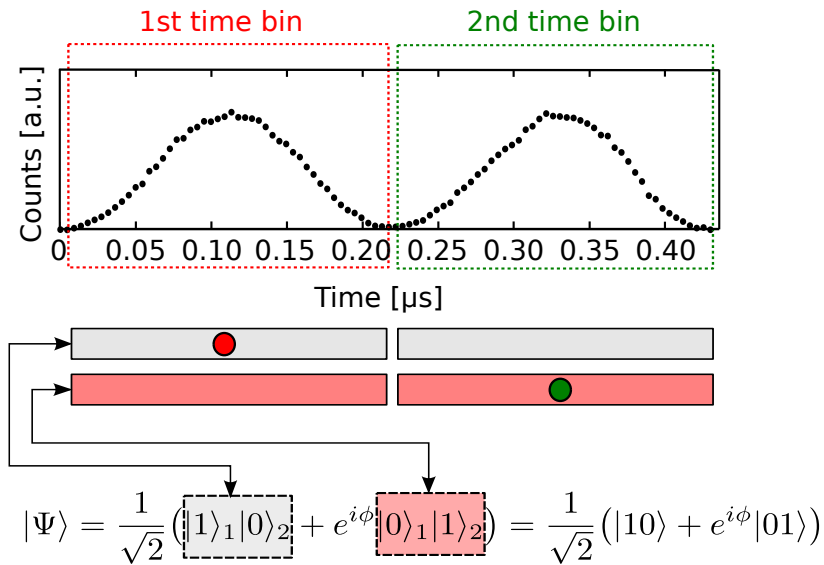 1st time bin 2nd time bin
Counts [a.u.]
0 0.05 0.10 0.15 0.20 0.25 0.30 0.35 0.40
Time [μs]
|Ψ⟩ = 1/√2 (|1⟩₁|0⟩₂ + e^{iϕ}|0⟩₁|1⟩₂) = 1/√2 (|10⟩ + e^{iϕ}|01⟩)